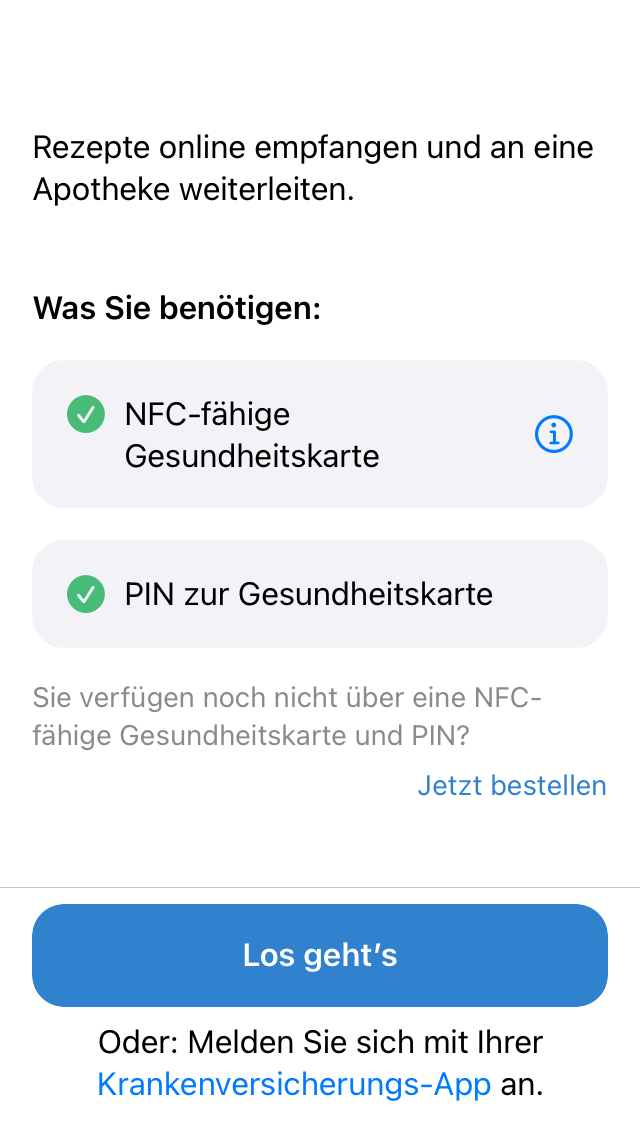 Rezepte online empfangen und an eine
Apotheke weiterleiten.
Was Sie benötigen:
NFC-fähige
Gesundheitskarte
PIN zur Gesundheitskarte
Sie verfügen noch nicht über eine NFC-
fähige Gesundheitskarte und PIN?
Jetzt bestellen
Los geht’s
Oder: Melden Sie sich mit Ihrer
Krankenversicherungs-App an.